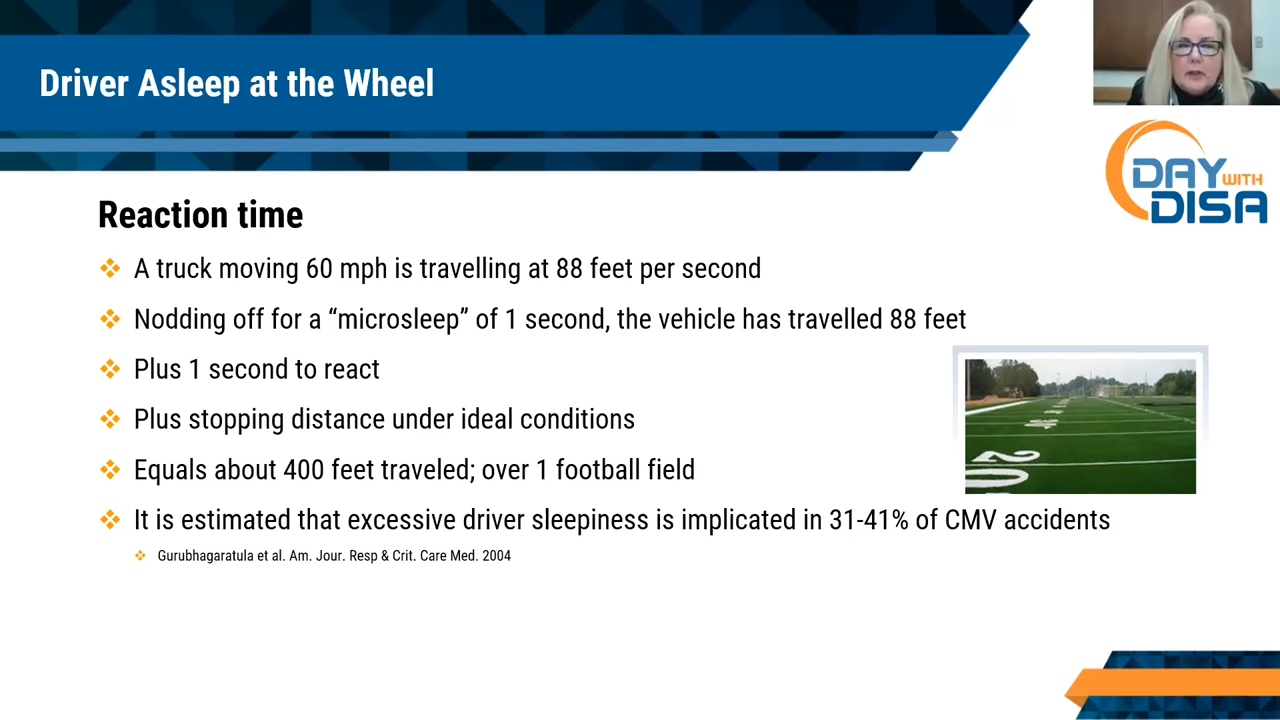 Driver Asleep at the Wheel
DAY WITH
DISA
Reaction time
A truck moving 60 mph is travelling at 88 feet per second
Nodding off for a “microsleep” of 1 second, the vehicle has travelled 88 feet
Plus 1 second to react
Plus stopping distance under ideal conditions
Equals about 400 feet traveled; over 1 football field
It is estimated that excessive driver sleepiness is implicated in 31-41% of CMV accidents
Gurubhagaratula et al. Am. Jour. Resp & Crit. Care Med. 2004
20